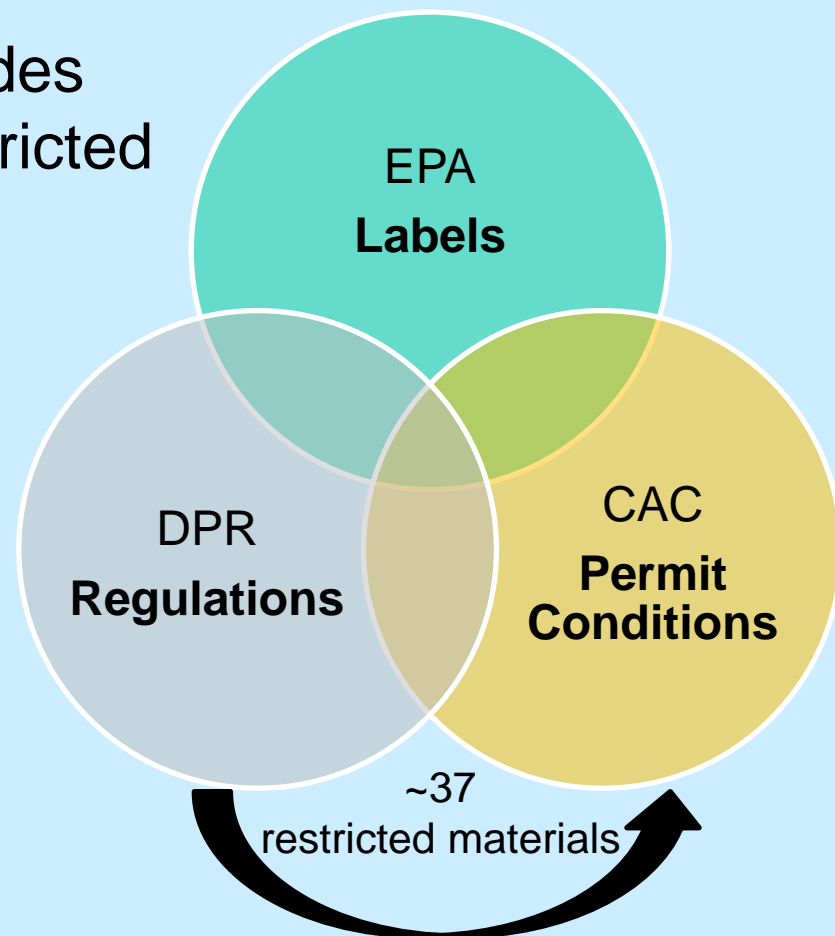 des
ricted
EPA
Labels
DPR
Regulations
CAC
Permit
Conditions
~37
restricted materials